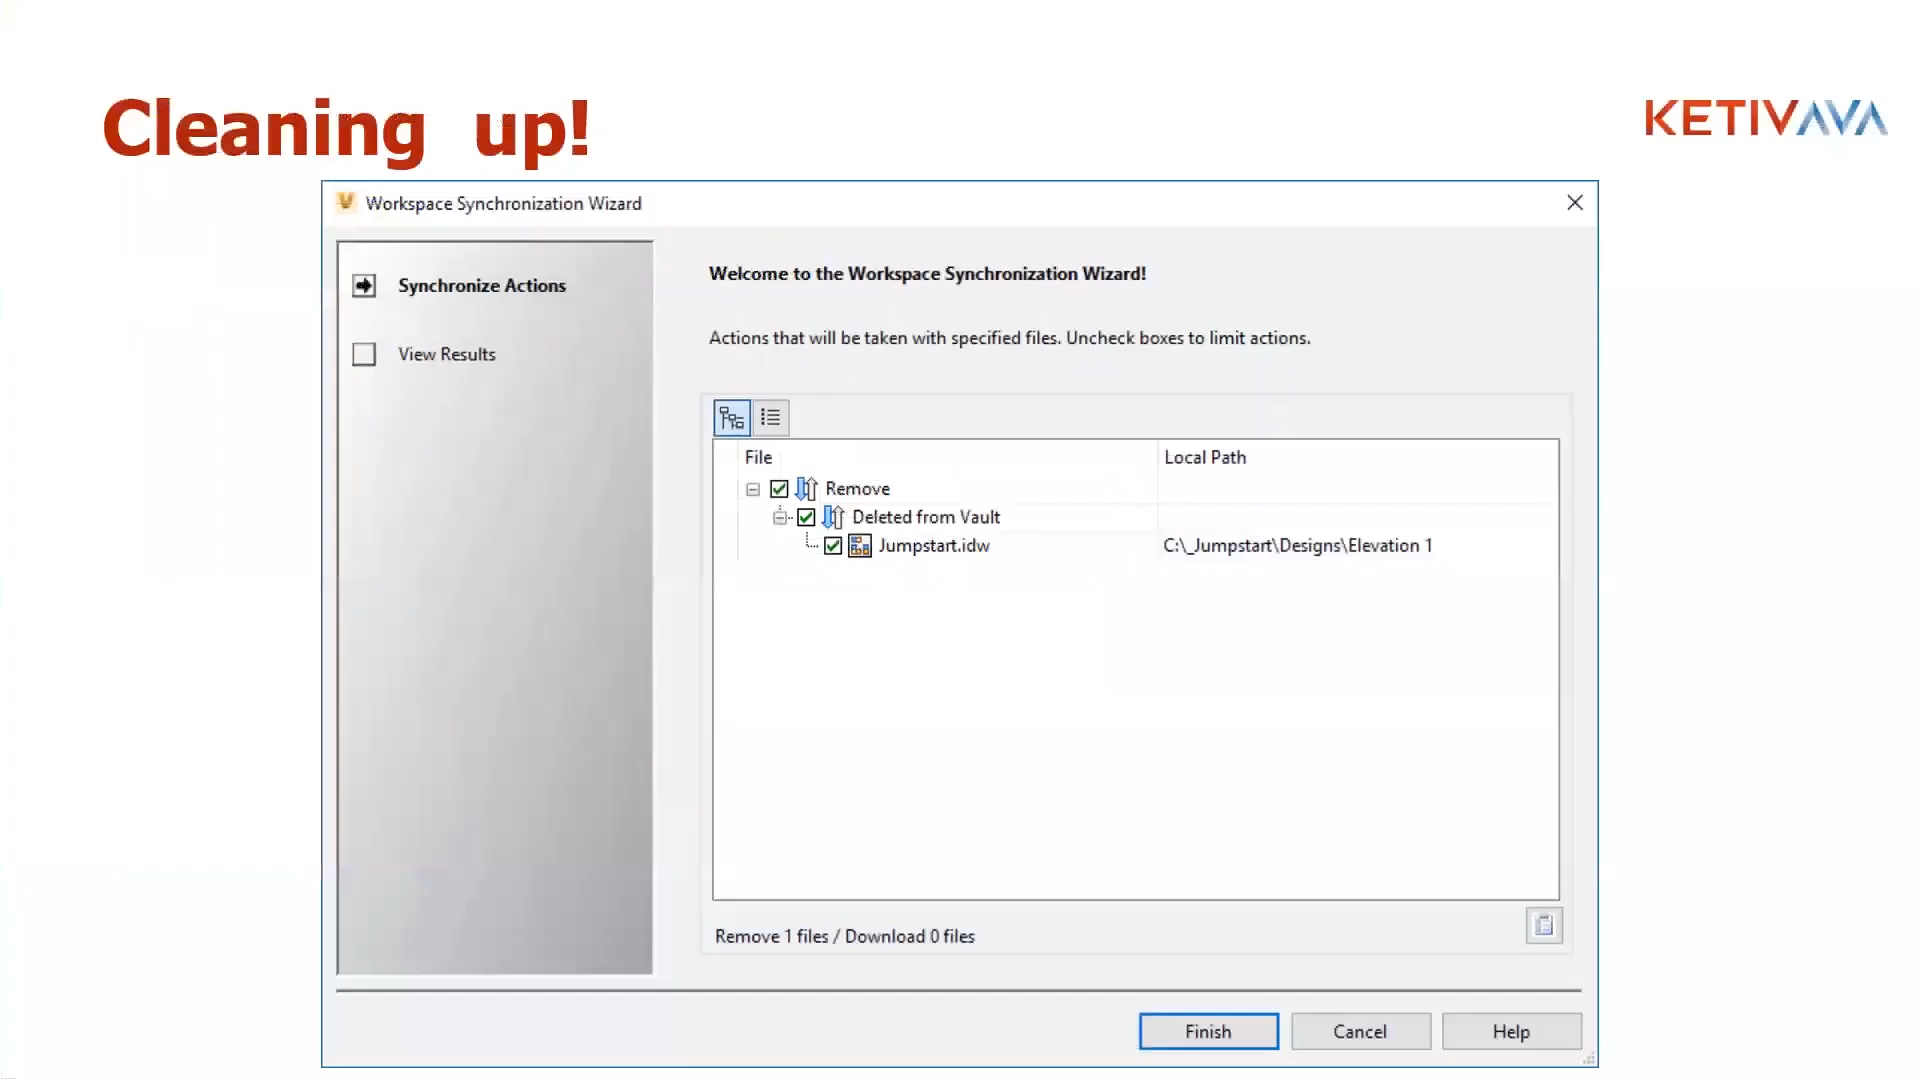 Cleaning up!
KETIVAVA
Workspace Synchronization Wizard
Synchronize Actions
View Results
Welcome to the Workspace Synchronization Wizard!
Actions that will be taken with specified files. Uncheck boxes to limit actions.
File Local Path
Remove
Deleted from Vault
Jumpstart.idw C:\_Jumpstart\Designs\Elevation 1
Remove 1 files / Download 0 files
Finish Cancel Help